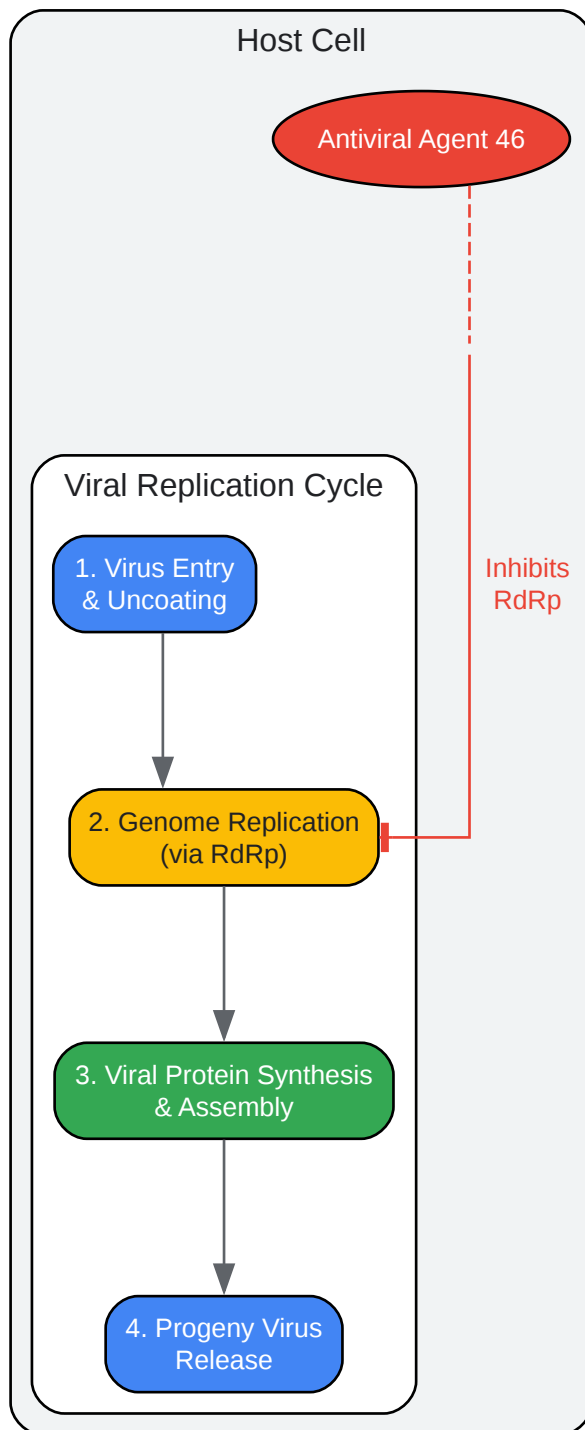 Host Cell
Antiviral Agent 46
Viral Replication Cycle
1. Virus Entry
& Uncoating
Inhibits
RdRp
2. Genome Replication
(via RdRp)
3. Viral Protein Synthesis
& Assembly
4. Progeny Virus
Release